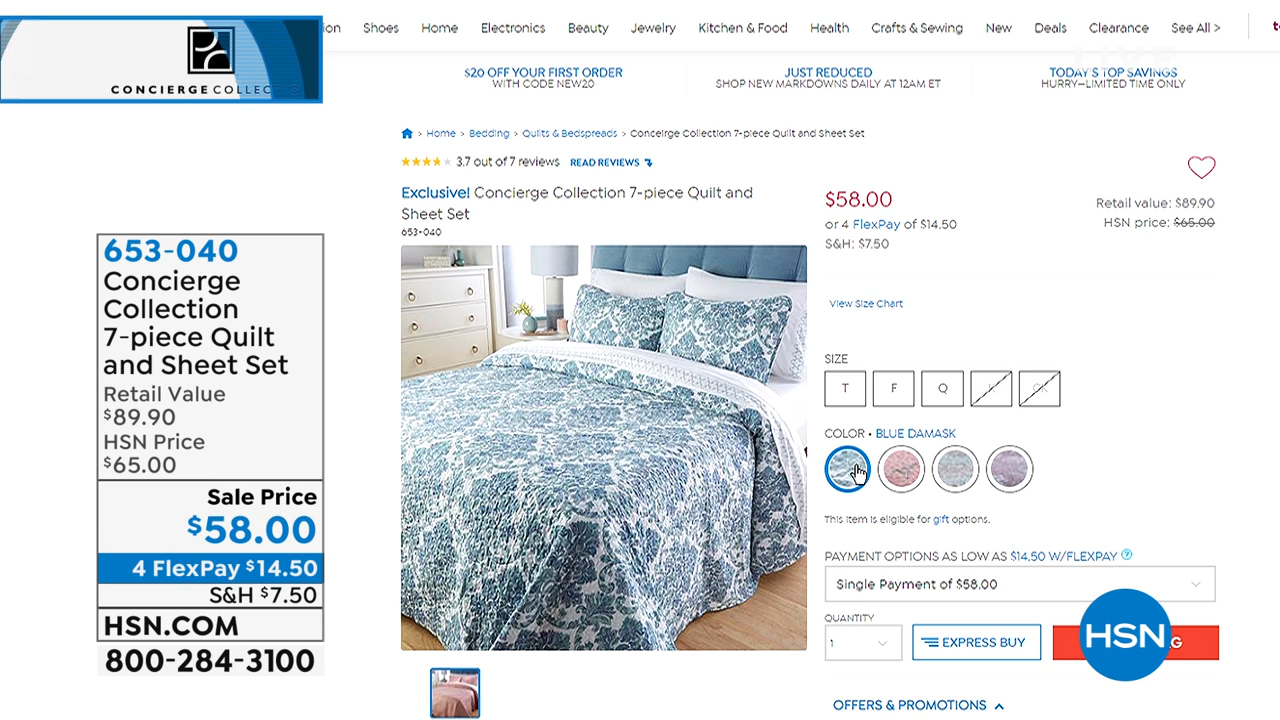 CONCIERGE COLLEC
Shoes Home Electronics Beauty Jewelry Kitchen & Food Health Crafts & Sewing New Deals Clearance See All >
$20 OFF YOUR FIRST ORDER
WITH CODE NEW20
JUST REDUCED
SHOP NEW MARKDOWNS DAILY AT 12AM ET
TODAY'S TOP SAVINGS
HURRY—LIMITED TIME ONLY
LIVE
> Home > Bedding > Quilts & Bedspreads > Concierge Collection 7-piece Quilt and Sheet Set
3.7 out of 7 reviews READ REVIEWS
Exclusive! Concierge Collection 7-piece Quilt and
Sheet Set
653-040
$58.00
or 4 FlexPay of $14.50
S&H: $7.50
Retail value: $89.90
HSN price: $65.00
View Size Chart
SIZE
T F Q
COLOR • BLUE DAMASK
This item is eligible for gift options.
PAYMENT OPTIONS AS LOW AS $14.50 W/FLEXPAY ?
Single Payment of $58.00
QUANTITY
1
EXPRESS BUY
HSN
G
OFFERS & PROMOTIONS
653-040
Concierge
Collection
7-piece Quilt
and Sheet Set
Retail Value
$89.90
HSN Price
$65.00
Sale Price
$58.00
4 FlexPay $14.50
S&H $7.50
HSN.COM
800-284-3100